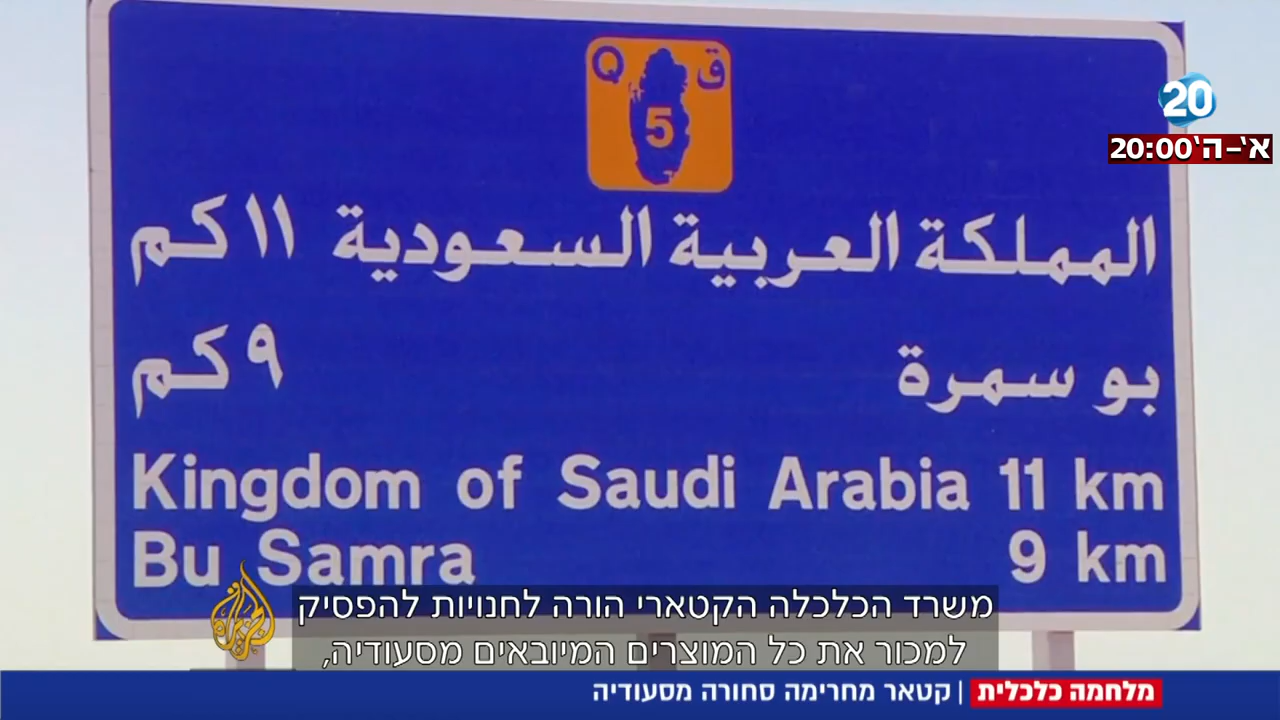 Q ق
5
20
א'-ה' 20:00
المملكة العربية السعودية ١١ كم
بو سمرة ٩ كم
Kingdom of Saudi Arabia 11 km
Bu Samra 9 km
משרד הכלכלה הקטארי הורה לחנויות להפסיק
למכור את כל המוצרים המיובאים מסעודיה,
الجزيرة
מלחמה כלכלית | קטאר מחרימה סחורה מסעודיה